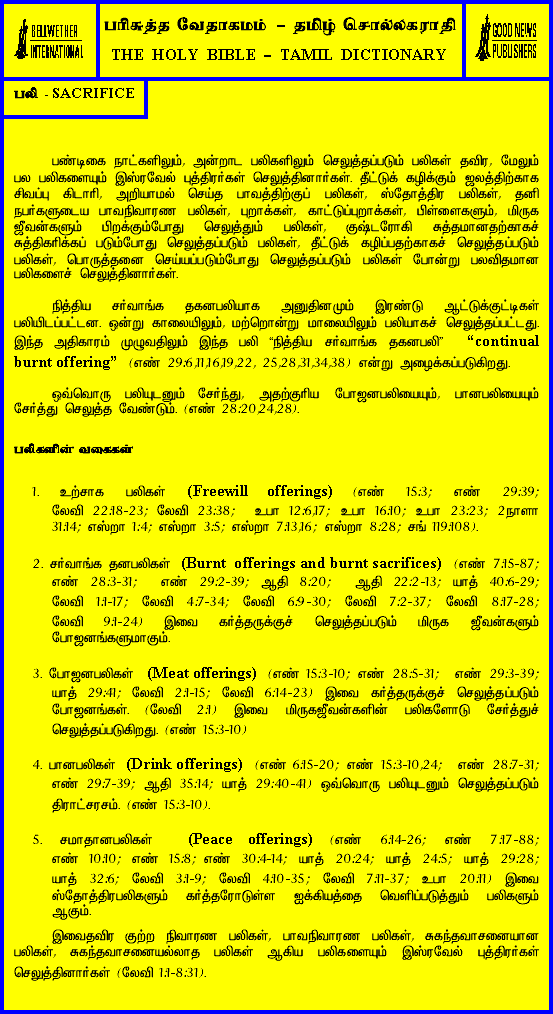 BELLWETHER
INTERNATIONAL
பரிசுத்த வேதாகமம் – தமிழ் சொல்லகராதி
THE HOLY BIBLE – TAMIL DICTIONARY
GOOD NEWS
PUBLISHERS
பலி - SACRIFICE
பண்டிகை நாட்களிலும், அன்றாட பலிகளிலும் செலுத்தப்படும் பலிகள் தவிர, மேலும்
பல பலிகளையும் இஸ்ரவேல் புத்திரர்கள் செலுத்தினார்கள். தீட்டுக் கழிக்கும் ஜலத்திற்காக
சிவப்பு கிடாரி, அறியாமல் செய்த பாவத்திற்குப் பலிகள், ஸ்தோத்திர பலிகள், தனி
நபர்களுடைய பாவநிவாரண பலிகள், புறாக்கள், காட்டுப்புறாக்கள், பிள்ளைகளும், மிருக
ஜீவன்களும் பிறக்கும்போது செலுத்தும் பலிகள், குஷ்டரோகி சுத்தமானதற்காகச்
சுத்திகரிக்கப் படும்போது செலுத்தப்படும் பலிகள், தீட்டுக் கழிப்பதற்காகச் செலுத்தப்படும்
பலிகள், பொருத்தனை செய்யப்படும்போது செலுத்தப்படும் பலிகள் போன்று பலவிதமான
பலிகளைச் செலுத்தினார்கள்.
நித்திய சர்வாங்க தகனபலியாக அனுதினமும் இரண்டு ஆட்டுக்குட்டிகள்
பலியிடப்பட்டன. ஒன்று காலையிலும், மற்றொன்று மாலையிலும் பலியாகச் செலுத்தப்பட்டது.
இந்த அதிகாரம் முழுவதிலும் இந்த பலி "நித்திய சர்வாங்க தகனபலி" "continual
burnt offering" (எண் 29:6,11,16,19,22, 25,28,31,34,38) என்று அழைக்கப்படுகிறது.
ஒவ்வொரு பலியுடனும் சேர்ந்து, அதற்குரிய போஜனபலியையும், பானபலியையும்
சேர்த்து செலுத்த வேண்டும். (எண் 28:20,24,28).
பலிகளின் வகைகள்
1. உற்சாக பலிகள் (Freewill offerings) (எண் 15:3; எண் 29:39;
லேவி 22:18-23; லேவி 23:38; உபா 12:6,17; உபா 16:10; உபா 23:23; 2நாளா
31:14; எஸ்றா 1:4; எஸ்றா 3:5; எஸ்றா 7:13,16; எஸ்றா 8:28; சங் 119:108).
2. சர்வாங்க தனபலிகள் (Burnt offerings and burnt sacrifices) (எண் 7:15-87;
எண் 28:3-31; எண் 29:2-39; ஆதி 8:20; ஆதி 22:2-13; யாத் 40:6-29;
லேவி 1:1-17; லேவி 4:7-34; லேவி 6:9-30; லேவி 7:2-37; லேவி 8:17-28;
லேவி 9:1-24) இவை கர்த்தருக்குச் செலுத்தப்படும் மிருக ஜீவன்களும்
போஜனங்களுமாகும்.
3. போஜனபலிகள் (Meat offerings) (எண் 15:3-10; எண் 28:5-31; எண் 29:3-39;
யாத் 29:41; லேவி 2:1-15; லேவி 6:14-23) இவை கர்த்தருக்குச் செலுத்தப்படும்
போஜனங்கள். (லேவி 2:1) இவை மிருகஜீவன்களின் பலிகளோடு சேர்த்துச்
செலுத்தப்படுகிறது. (எண் 15:3-10)
4. பானபலிகள் (Drink offerings) (எண் 6:15-20; எண் 15:3-10,24; எண் 28:7-31;
எண் 29:7-39; ஆதி 35:14; யாத் 29:40-41) ஒவ்வொரு பலியுடனும் செலுத்தப்படும்
திராட்சரசம். (எண் 15:3-10).
5. சமாதானபலிகள் (Peace offerings) (எண் 6:14-26; எண் 7:17-88;
எண் 10:10; எண் 15:8; எண் 30:4-14; யாத் 20:24; யாத் 24:5; யாத் 29:28;
யாத் 32:6; லேவி 3:1-9; லேவி 4:10-35; லேவி 7:11-37; உபா 20:11) இவை
ஸ்தோத்திரபலிகளும் கர்த்தரோடுள்ள ஐக்கியத்தை வெளிப்படுத்தும் பலிகளும்
ஆகும்.
இவைதவிர குற்ற நிவாரண பலிகள், பாவநிவாரண பலிகள், சுகந்தவாசனையான
பலிகள், சுகந்தவாசனையல்லாத பலிகள் ஆகிய பலிகளையும் இஸ்ரவேல் புத்திரர்கள்
செலுத்தினார்கள் (லேவி 1:1-8:31).